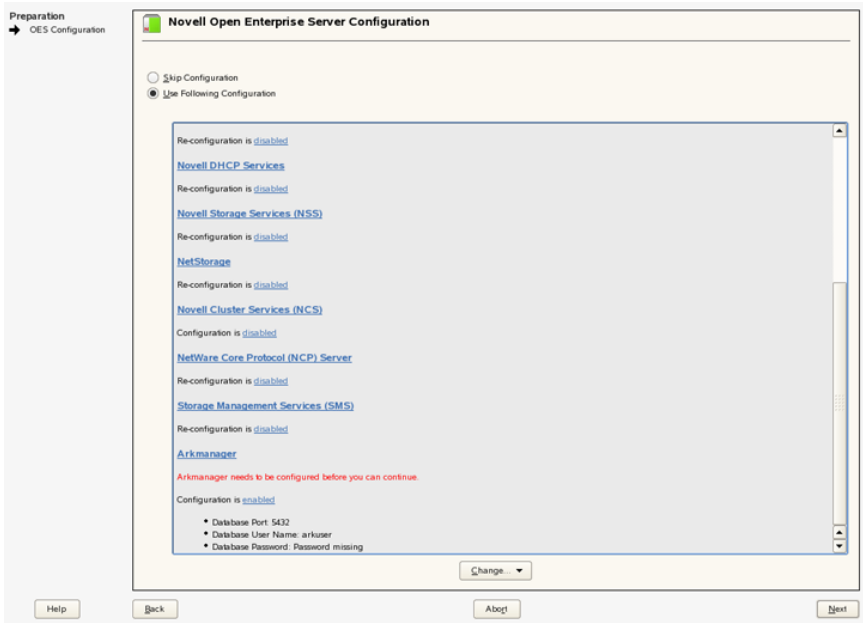 Preparation
OES Configuration
Novell Open Enterprise Server Configuration
Skip Configuration
Use Following Configuration
Re-configuration is disabled
Novell DHCP Services
Re-configuration is disabled
Novell Storage Services (NSS)
Re-configuration is disabled
NetStorage
Re-configuration is disabled
Novell Cluster Services (NCS)
Configuration is disabled
NetWare Core Protocol (NCP) Server
Re-configuration is disabled
Storage Management Services (SMS)
Re-configuration is disabled
Arkmanager
Arkmanager needs to be configured before you can continue.
Configuration is enabled
• Database Port: 5432
• Database User Name: arkuser
• Database Password: Password missing
Change...
Help
Back
Abort
Next